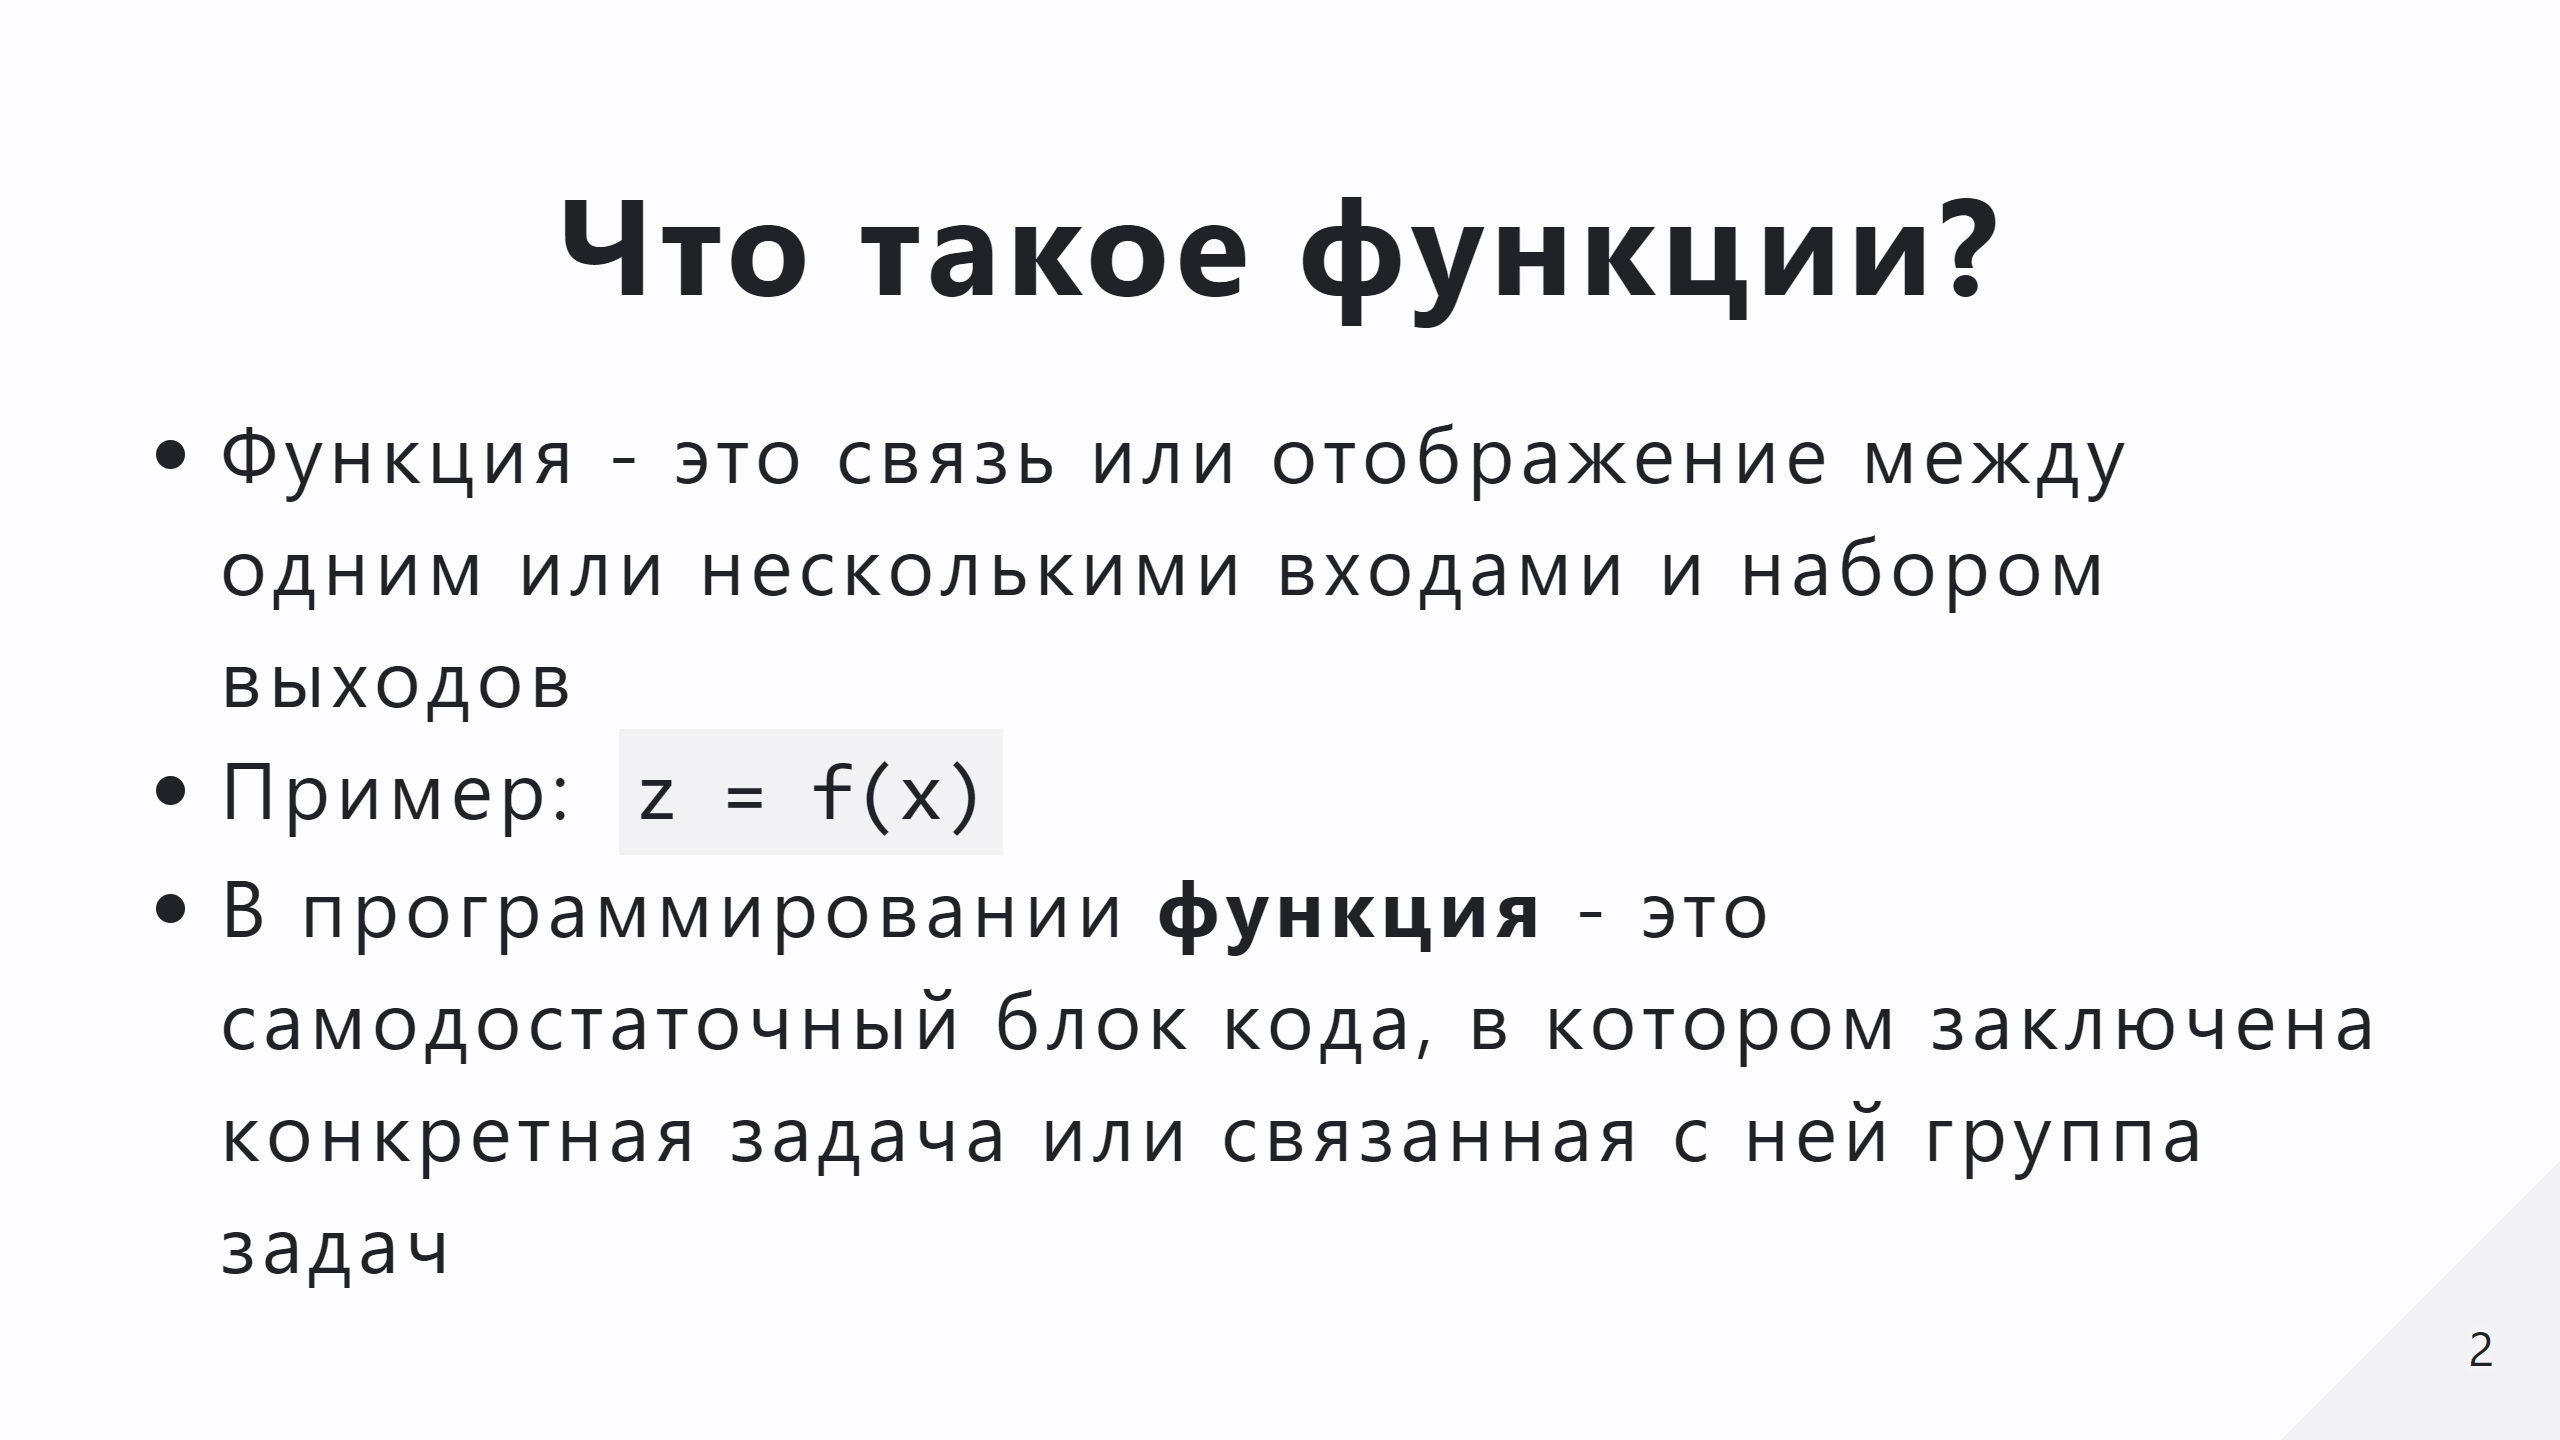 Что такое функции?
• Функция - это связь или отображение между
одним или несколькими входами и набором
выходов
• Пример: z = f(x)
• В программировании функция - это
самодостаточный блок кода, в котором заключена
конкретная задача или связанная с ней группа
задач
2